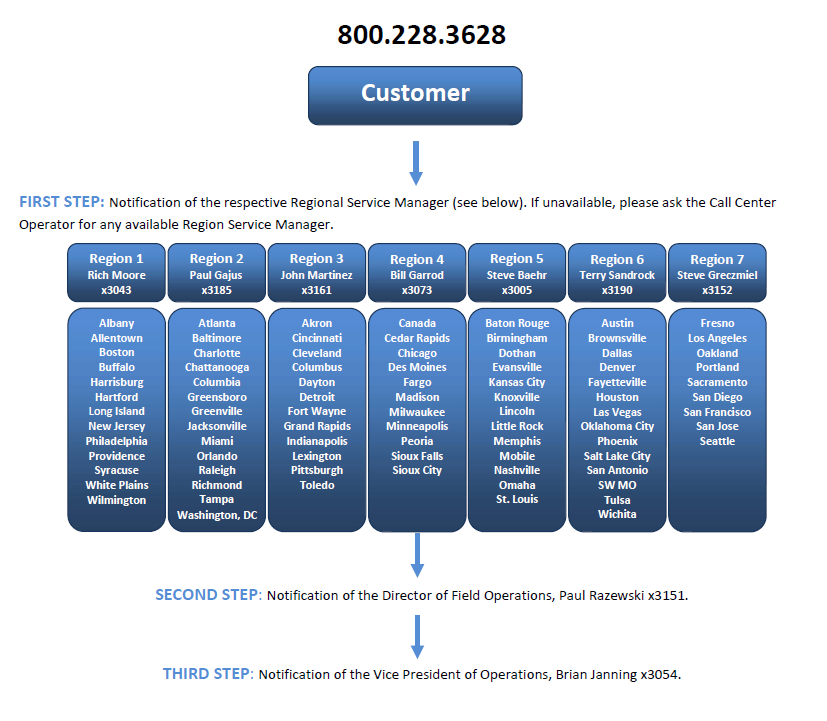 800.228.3628
Customer
FIRST STEP: Notification of the respective Regional Service Manager (see below). If unavailable, please ask the Call Center
Operator for any available Region Service Manager.
Region 1
Rich Moore
x3043
Region 2
Paul Gajus
x3185
Region 3
John Martinez
x3161
Region 4
Bill Garrod
x3073
Region 5
Steve Baehr
x3005
Region 6
Terry Sandrock
x3190
Region 7
Steve Greczmiel
x3152
Albany
Allentown
Boston
Buffalo
Harrisburg
Hartford
Long Island
New Jersey
Philadelphia
Providence
Syracuse
White Plains
Wilmington
Atlanta
Baltimore
Charlotte
Chattanooga
Columbia
Greensboro
Greenville
Jacksonville
Miami
Orlando
Raleigh
Richmond
Tampa
Washington, DC
Akron
Cincinnati
Cleveland
Columbus
Dayton
Detroit
Fort Wayne
Grand Rapids
Indianapolis
Lexington
Pittsburgh
Toledo
Canada
Cedar Rapids
Chicago
Des Moines
Fargo
Madison
Milwaukee
Minneapolis
Peoria
Sioux Falls
Sioux City
Baton Rouge
Birmingham
Dothan
Evansville
Kansas City
Knoxville
Lincoln
Little Rock
Memphis
Mobile
Nashville
Omaha
St. Louis
Austin
Brownsville
Dallas
Denver
Fayetteville
Houston
Las Vegas
Oklahoma City
Phoenix
Salt Lake City
San Antonio
SW MO
Tulsa
Wichita
Fresno
Los Angeles
Oakland
Portland
Sacramento
San Diego
San Francisco
San Jose
Seattle
SECOND STEP: Notification of the Director of Field Operations, Paul Razewski x3151.
THIRD STEP: Notification of the Vice President of Operations, Brian Janning x3054.